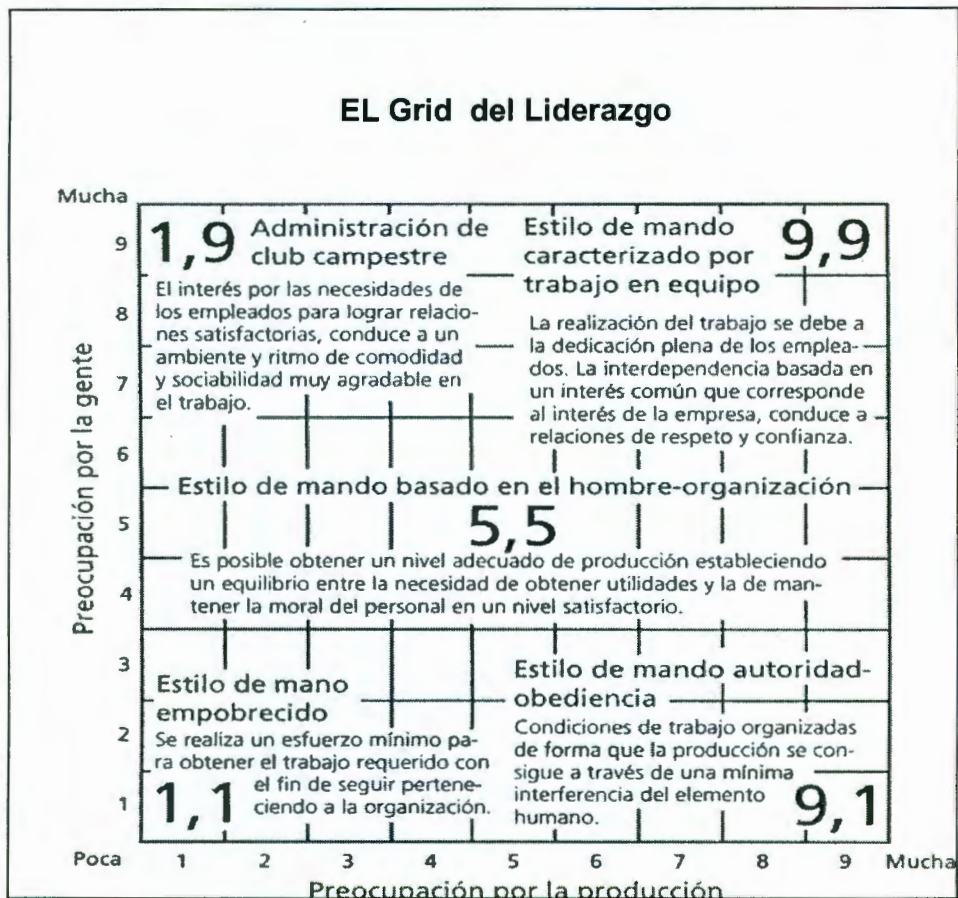 EL Grid del Liderazgo
Mucha
9
8
7
6
5
4
3
2
1
Preocupación por la gente
1,9
Administración de
club campestre
El interés por las necesidades de
los empleados para lograr relacio-
nes satisfactorias, conduce a un
ambiente y ritmo de comodidad
y sociabilidad muy agradable en
el trabajo.
Estilo de mando
caracterizado por
trabajo en equipo
9,9
La realización del trabajo se debe a
la dedicación plena de los emplea-
dos. La interdependencia basada en
un interés común que corresponde
al interés de la empresa, conduce a
relaciones de respeto y confianza.
Estilo de mando basado en el hombre-organización
5,5
Es posible obtener un nivel adecuado de producción estableciendo
un equilibrio entre la necesidad de obtener utilidades y la de man-
tener la moral del personal en un nivel satisfactorio.
Estilo de mano
empobrecido
Se realiza un esfuerzo mínimo pa-
ra obtener el trabajo requerido con
el fin de seguir pertene-
ciendo a la organización.
1,1
Estilo de mando autoridad-
obediencia
Condiciones de trabajo organizadas
de forma que la producción se con-
sigue a través de una mínima
interferencia del elemento
humano.
9,1
Poca 1 2 3 4 5 6 7 8 9 Mucha
Preocupación por la producción